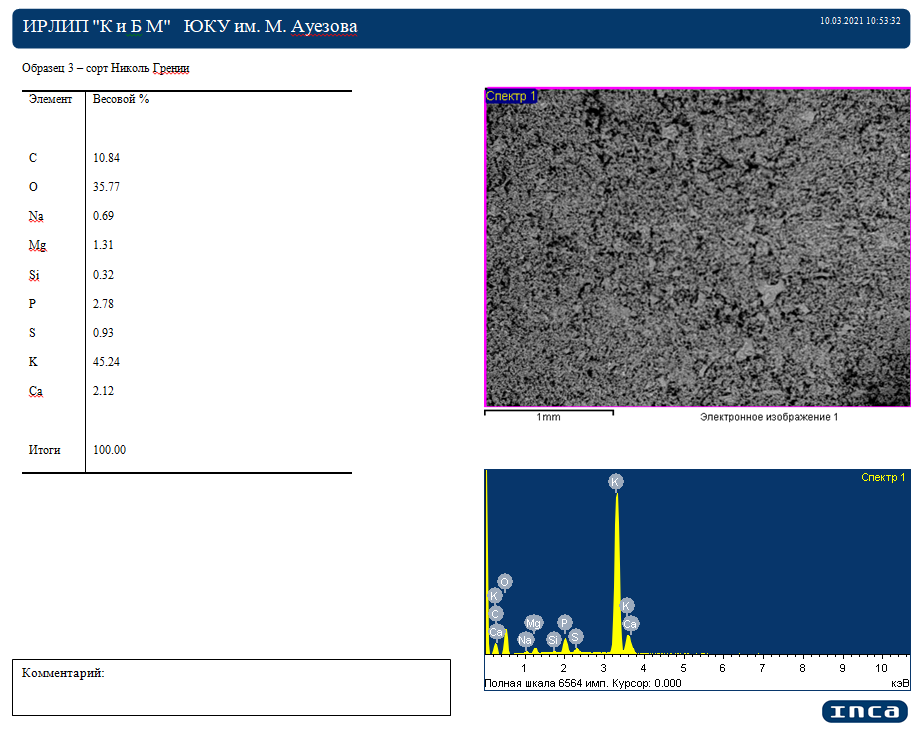 ИРЛИП "К и Б М" ЮКУ им. М. Ауезова
10.03.2021 10:53:32
Образец 3 – сорт Николь Грении
Элемент Весовой %
C 10.84
O 35.77
Na 0.69
Mg 1.31
Si 0.32
P 2.78
S 0.93
K 45.24
Ca 2.12
Итоги 100.00
Комментарий:
Спектр 1
1mm
Электронное изображение 1
Спектр 1
K
O
K
C
Ca
Na
Mg
Si
P
S
K
Ca
1 2 3 4 5 6 7 8 9 10
Полная шкала 6564 имп. Курсор: 0.000
кэВ
INCA